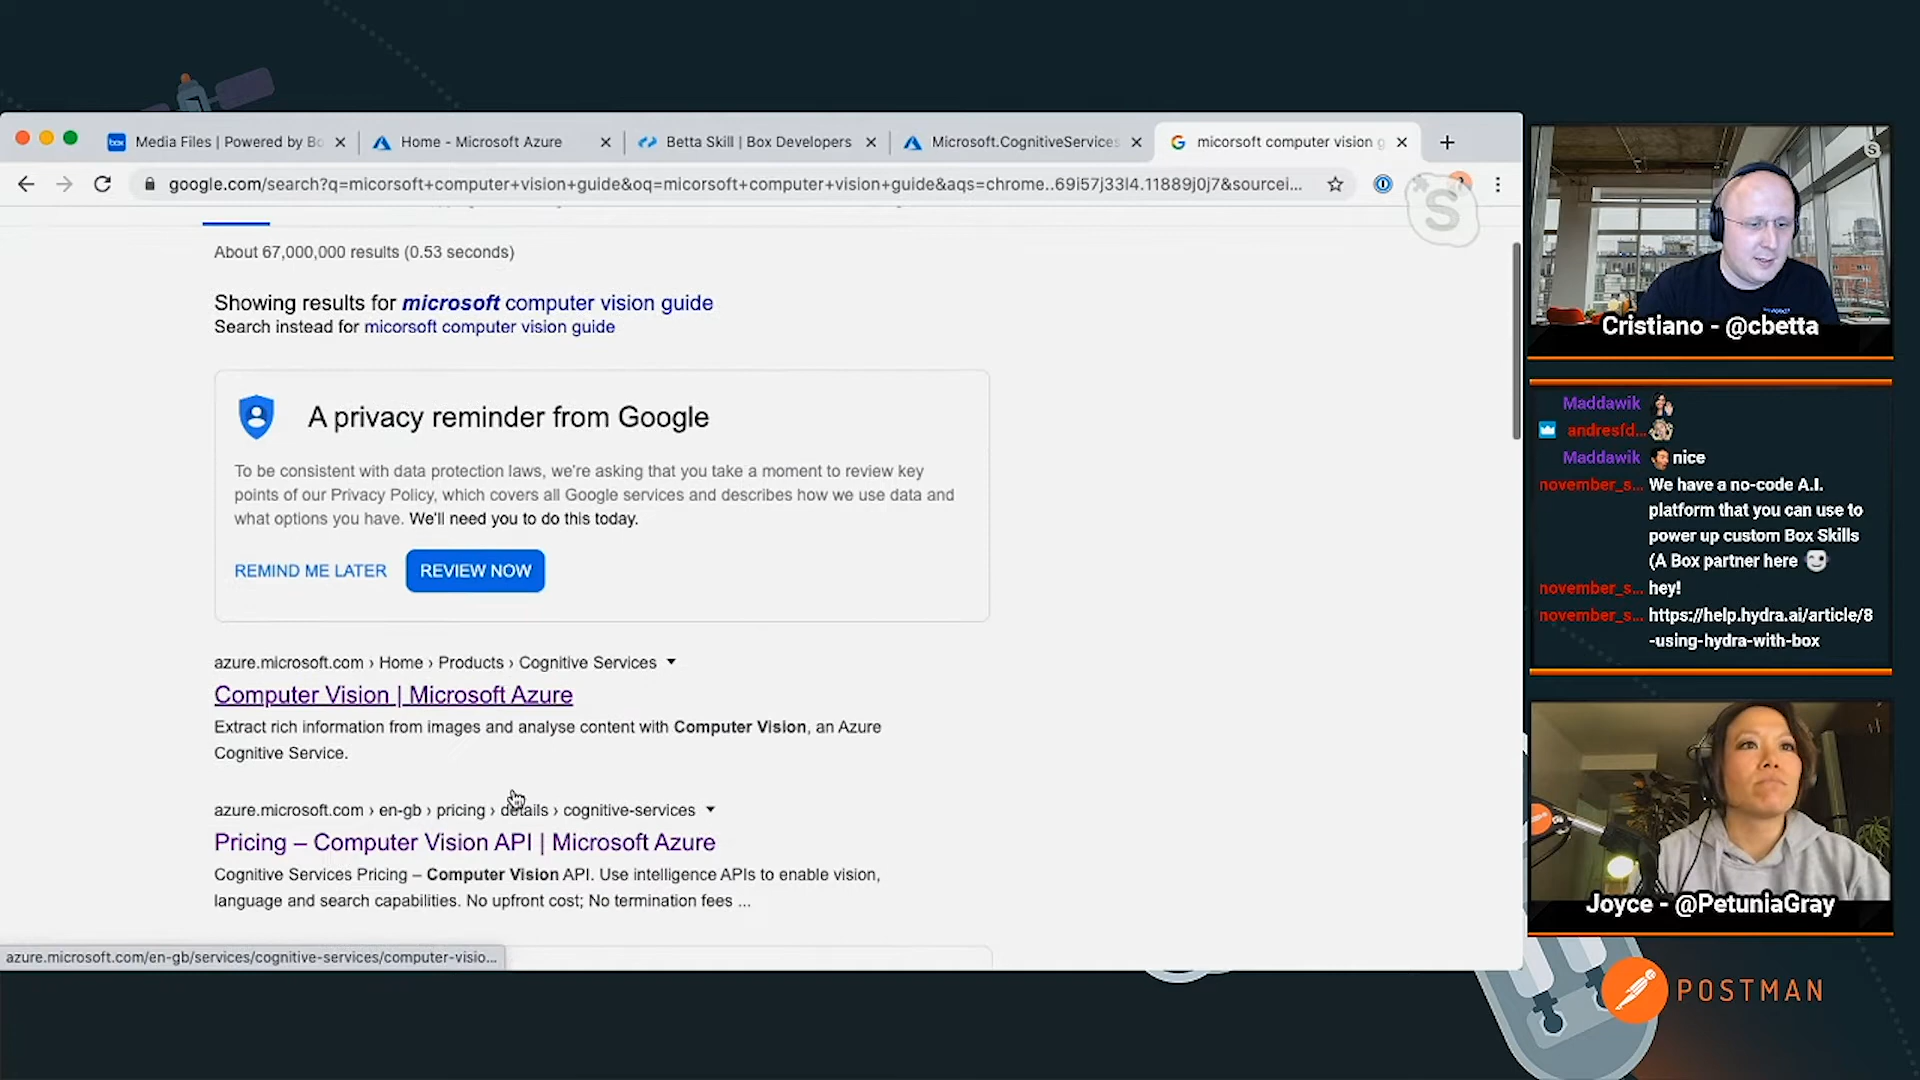 Media Files | Powered by Bo
Home - Microsoft Azure
Betta Skill | Box Developers
Microsoft.CognitiveServices
micorsoft computer vision g
google.com/search?q=micorsoft+computer+vision+guide&oq=micorsoft+computer+vision+guide&aqs=chrome..69i57j33l4.11889j0j7&sourcei...
S
About 67,000,000 results (0.53 seconds)
Showing results for microsoft computer vision guide
Search instead for micorsoft computer vision guide
A privacy reminder from Google
To be consistent with data protection laws, we're asking that you take a moment to review key
points of our Privacy Policy, which covers all Google services and describes how we use data and
what options you have. We'll need you to do this today.
REMIND ME LATER
REVIEW NOW
azure.microsoft.com › Home › Products › Cognitive Services
Computer Vision | Microsoft Azure
Extract rich information from images and analyse content with Computer Vision, an Azure
Cognitive Service.
azure.microsoft.com › en-gb › pricing › details › cognitive-services
Pricing – Computer Vision API | Microsoft Azure
Cognitive Services Pricing – Computer Vision API. Use intelligence APIs to enable vision,
language and search capabilities. No upfront cost; No termination fees ...
azure.microsoft.com/en-gb/services/cognitive-services/computer-visio...
Cristiano - @cbetta
Maddawik
andresfd...
Maddawik nice
november_s... We have a no-code A.I.
platform that you can use to
power up custom Box Skills
(A Box partner here
november_s... hey!
november_s... https://help.hydra.ai/article/8
-using-hydra-with-box
Joyce - @PetuniaGray
POSTMAN